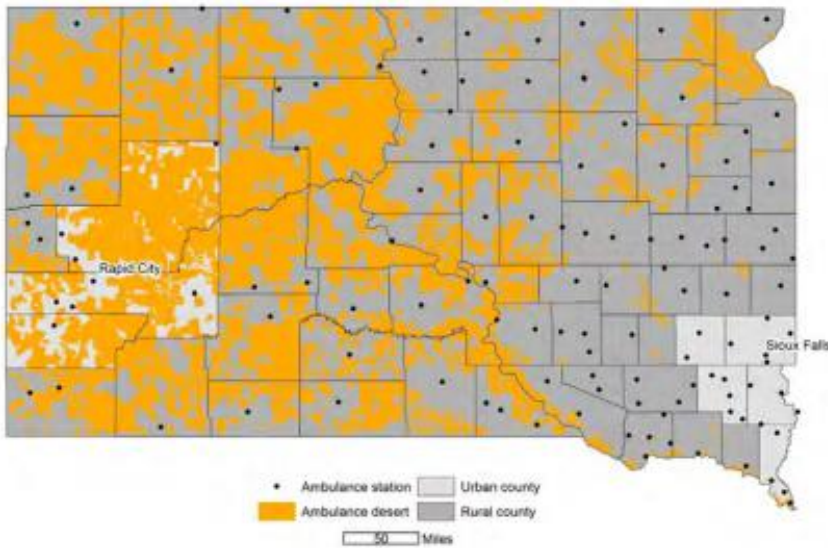 Rapid City
Sioux Falls
Ambulance station
Urban county
Ambulance desert
Rural county
50 Miles